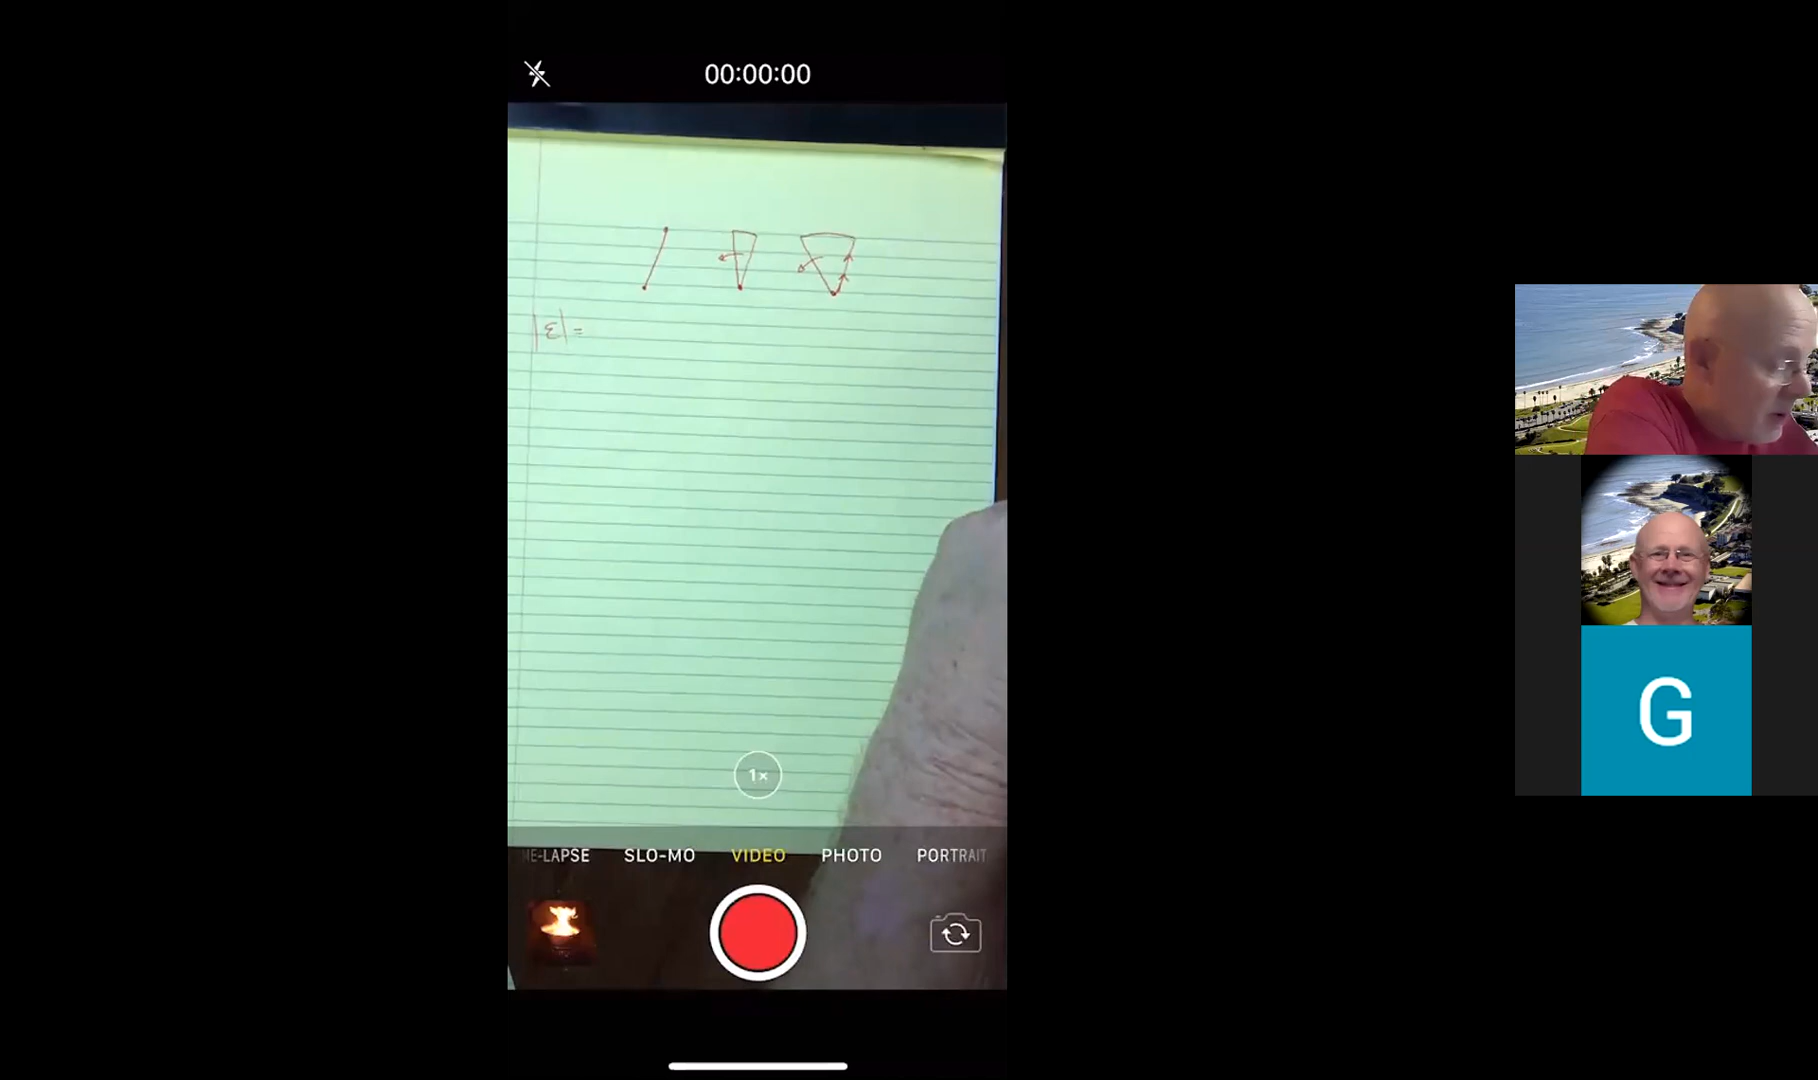 00:00:00
|ε| =
1×
SLO-MO VIDEO PHOTO PORTRAIT
G